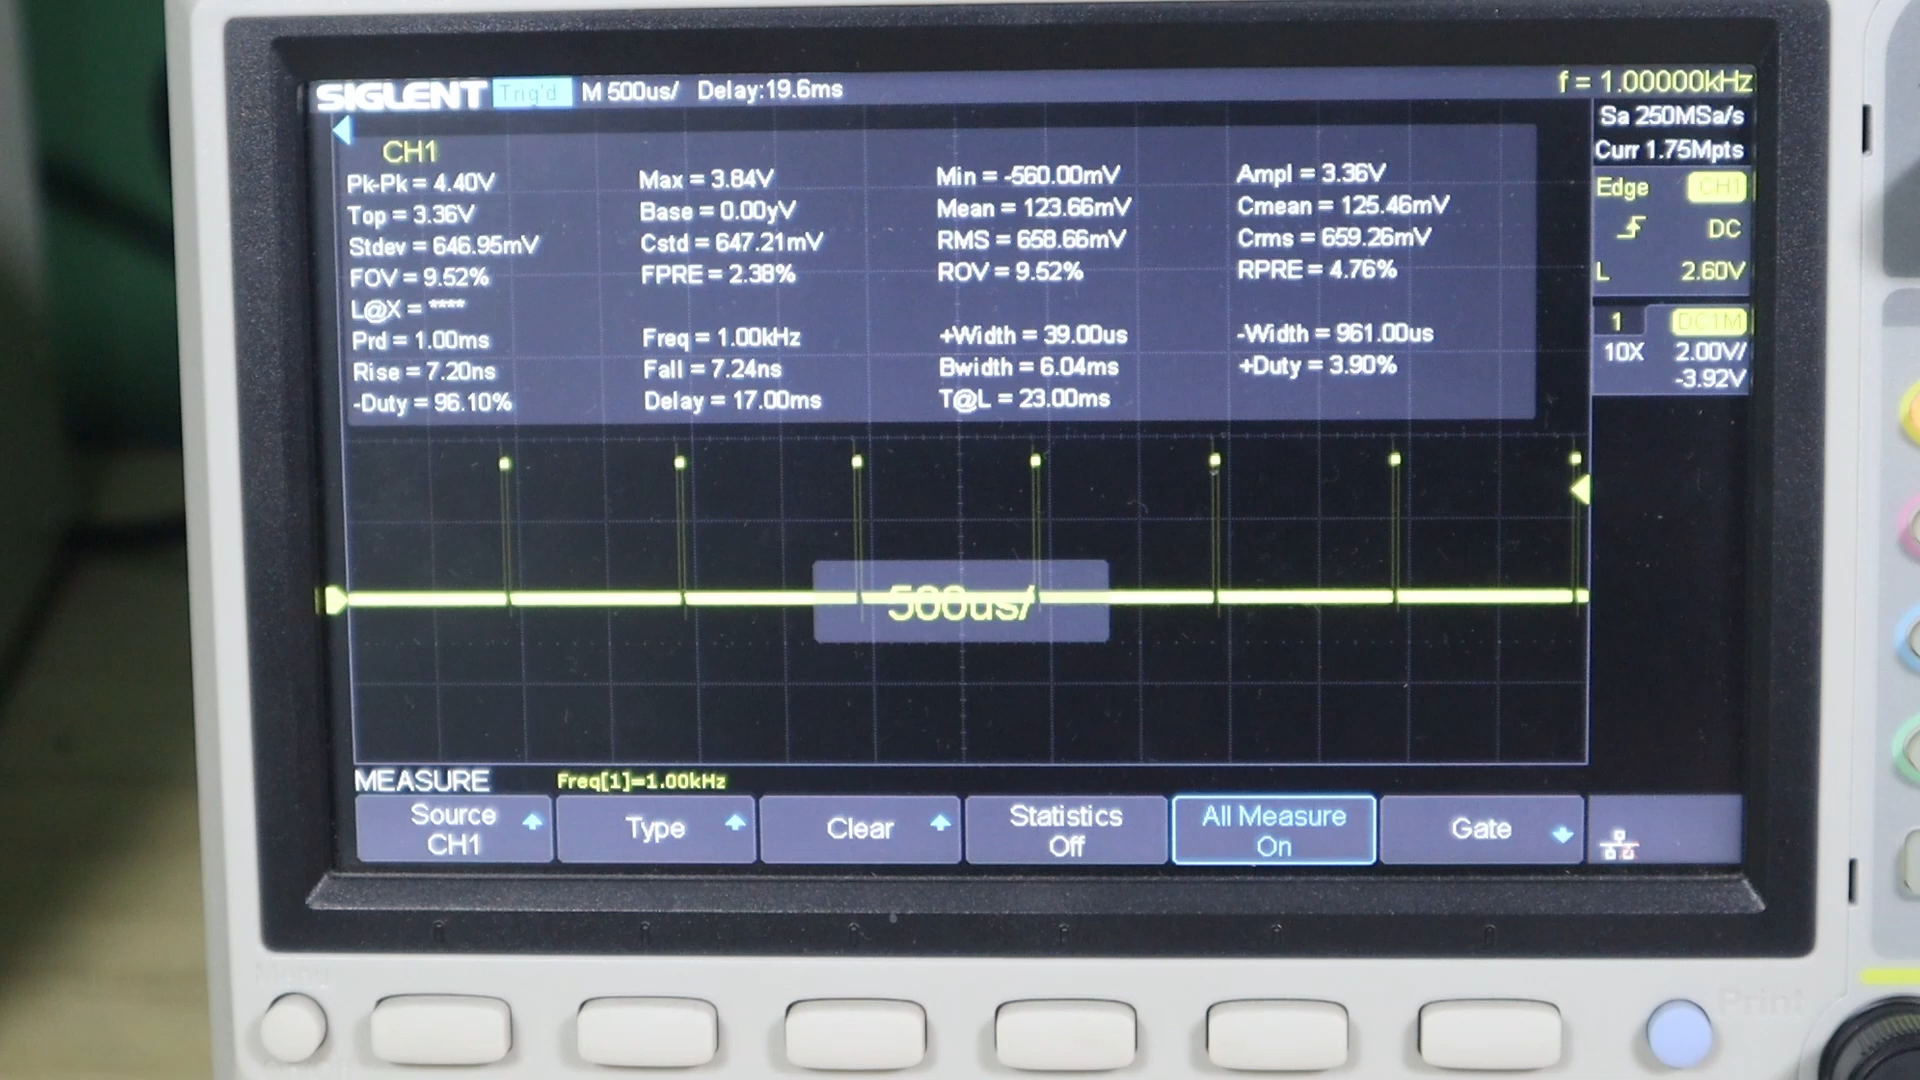 SIGLENT Trig'd M 500us/ Delay:19.6ms f = 1.00000kHz
Sa 250MSa/s
Curr 1.75Mpts
Edge CH1
DC
L 2.60V
1 DC1M
10X 2.00V/
-3.92V
CH1
Pk-Pk = 4.40V Max = 3.84V Min = -560.00mV Ampl = 3.36V
Top = 3.36V Base = 0.00yV Mean = 123.66mV Cmean = 125.46mV
Stdev = 646.95mV Cstd = 647.21mV RMS = 658.66mV Crms = 659.26mV
FOV = 9.52% FPRE = 2.38% ROV = 9.52% RPRE = 4.76%
L@X = ****
Prd = 1.00ms Freq = 1.00kHz +Width = 39.00us -Width = 961.00us
Rise = 7.20ns Fall = 7.24ns Bwidth = 6.04ms +Duty = 3.90%
-Duty = 96.10% Delay = 17.00ms T@L = 23.00ms
500us/
MEASURE Freq[1]=1.00kHz
Source
CH1
Type
Clear
Statistics
Off
All Measure
On
Gate
Print